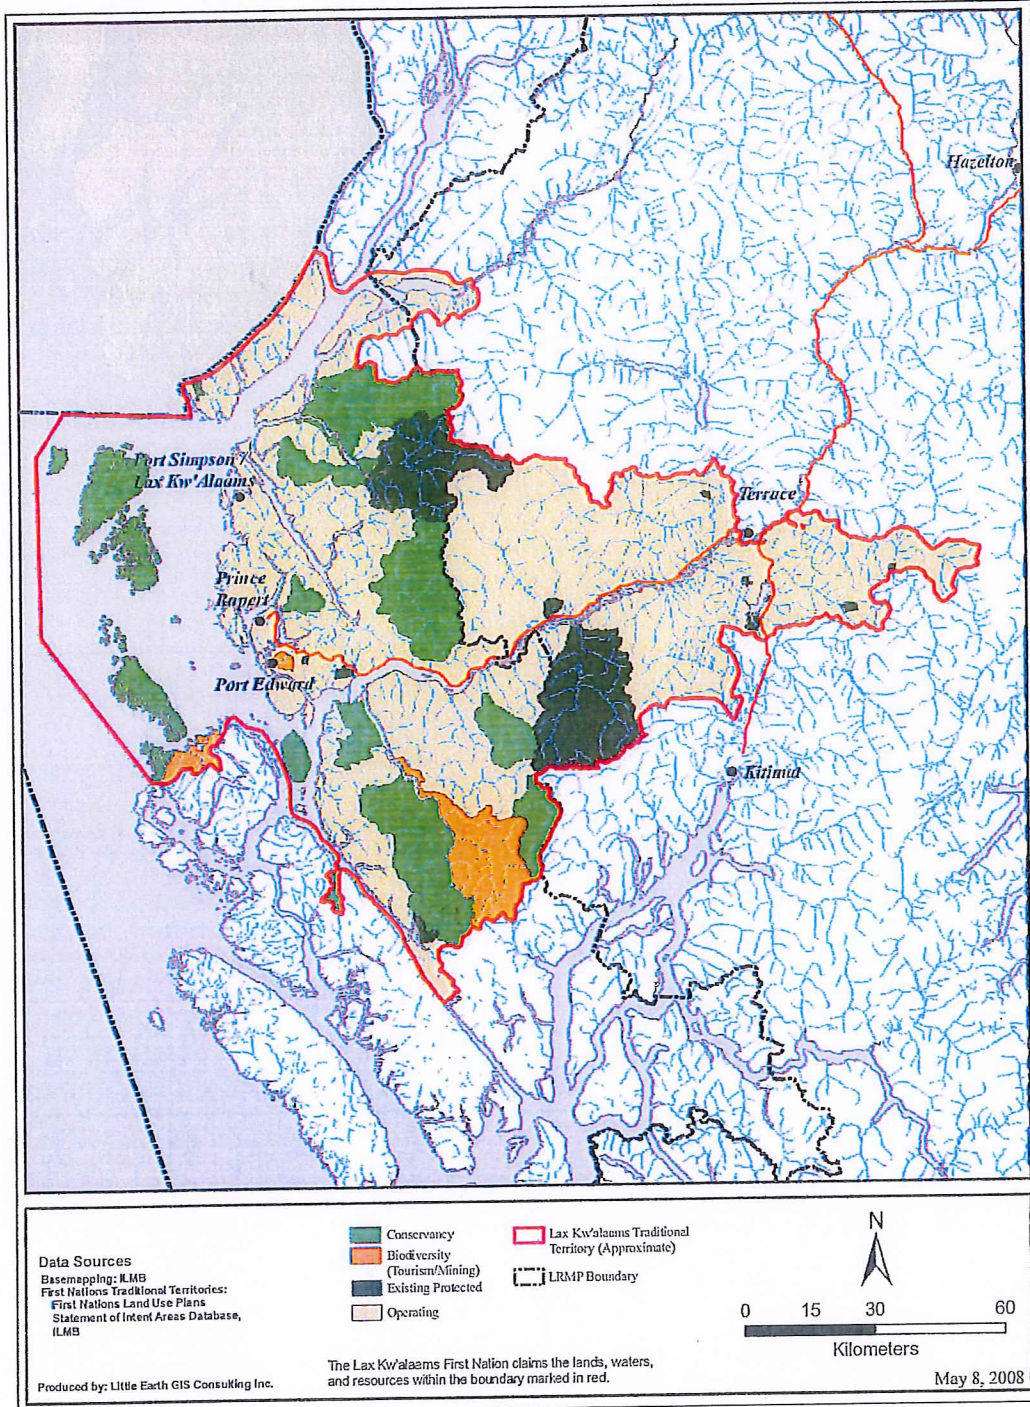 Hazelton
Port Simpson /
Lax Kw'Alaams
Terrace
Prince
Rupert
Port Edward
Kitimat
Data Sources
Basemapping: ILMB
First Nations Traditional Territories:
First Nations Land Use Plans
Statement of Intent Areas Database,
ILMB
Produced by: Little Earth GIS Consulting Inc.
Conservancy
Biodiversity
(Tourism/Mining)
Existing Protected
Operating
Lax Kw'alaams Traditional
Territory (Approximate)
LRMP Boundary
The Lax Kw'alaams First Nation claims the lands, waters,
and resources within the boundary marked in red.
N
0 15 30 60
Kilometers
May 8, 2008